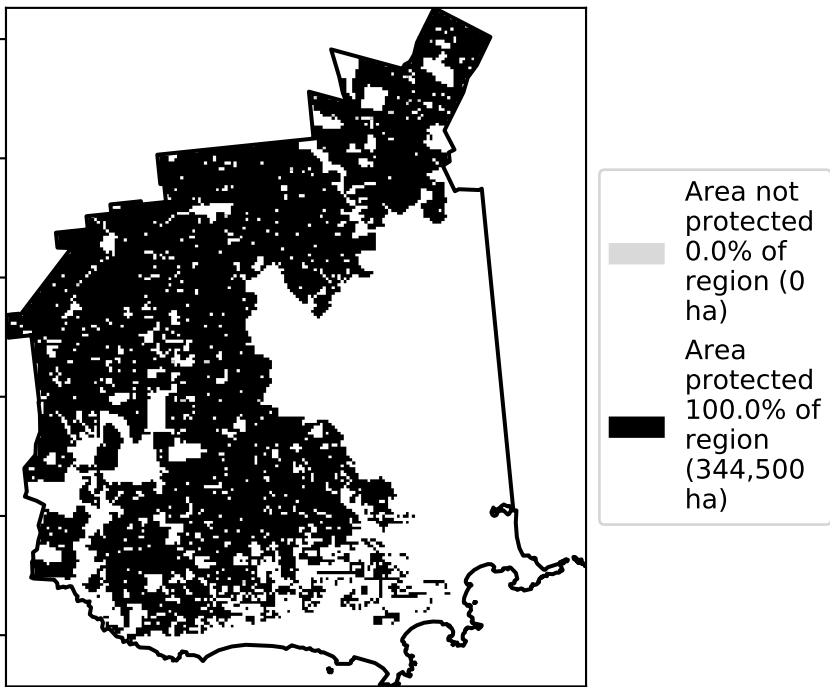 Area not
protected
0.0% of
region (0
ha)
Area
protected
100.0% of
region
(344,500
ha)